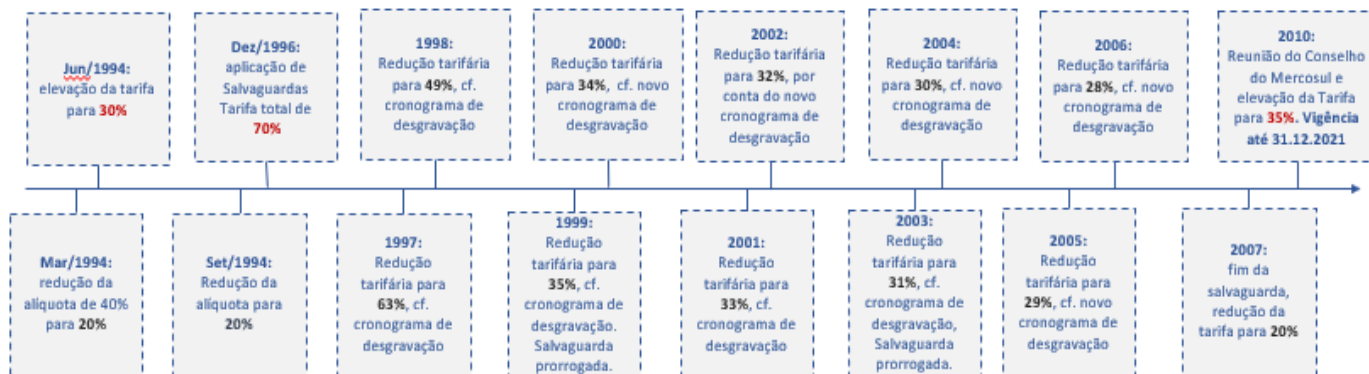 Jun/1994:
elevação da tarifa
para 30%
Dez/1996:
aplicação de
Salvaguardas
Tarifa total de
70%
1998:
Redução tarifária
para 49%, cf.
cronograma de
desgravação
2000:
Redução tarifária
para 34%, cf. novo
cronograma de
desgravação
2002:
Redução tarifária
para 32%, por
conta do novo
cronograma de
desgravação
2004:
Redução tarifária
para 30%, cf. novo
cronograma de
desgravação
2006:
Redução tarifária
para 28%, cf. novo
cronograma de
desgravação
2010:
Reunião do Conselho
do Mercosul e
elevação da Tarifa
para 35%. Vigência
até 31.12.2021
Mar/1994:
redução da
alíquota de 40%
para 20%
Set/1994:
Redução da
alíquota para
20%
1997:
Redução
tarifária para
63%, cf.
cronograma de
desgravação
1999:
Redução
tarifária para
35%, cf.
cronograma de
desgravação.
Salvaguarda
prorrogada.
2001:
Redução
tarifária para
33%, cf.
cronograma de
desgravação
2003:
Redução
tarifária para
31%, cf.
cronograma de
desgravação,
Salvaguarda
prorrogada.
2005:
Redução
tarifária para
29%, cf. novo
cronograma de
desgravação
2007:
fim da
salvaguarda,
redução da
tarifa para 20%